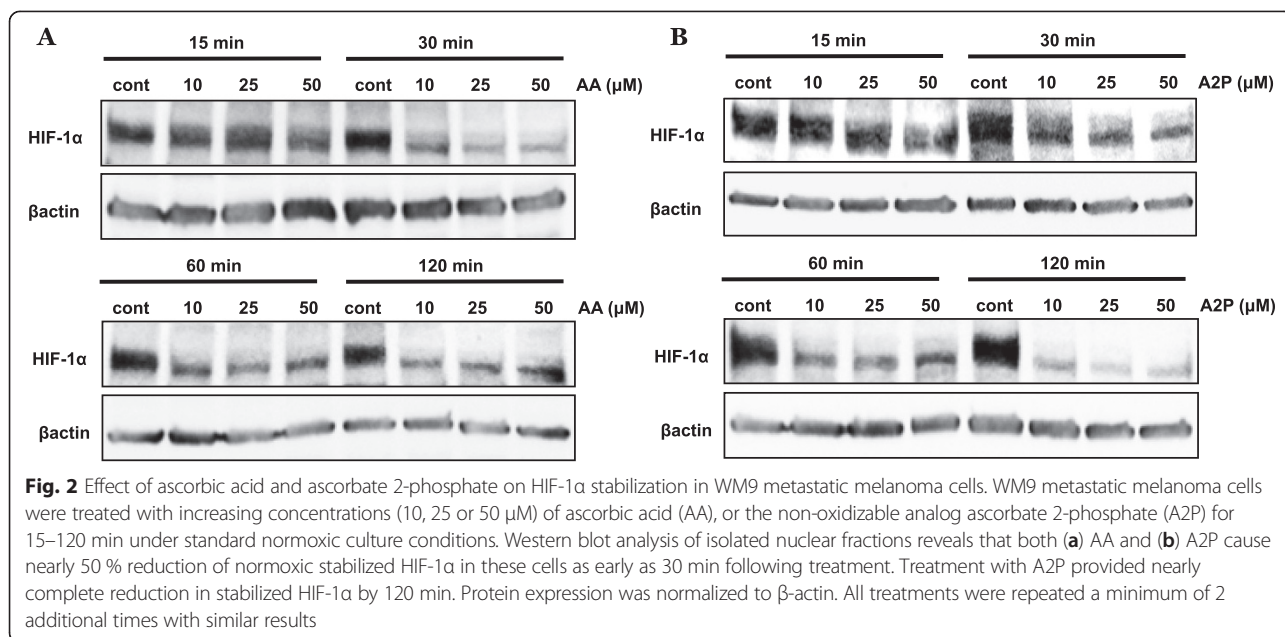 A
15 min 30 min
cont 10 25 50 cont 10 25 50 AA (µM)
HIF-1α
βactin
60 min 120 min
cont 10 25 50 cont 10 25 50 AA (µM)
HIF-1α
βactin
B
15 min 30 min
cont 10 25 50 cont 10 25 50 A2P (µM)
HIF-1α
βactin
60 min 120 min
cont 10 25 50 cont 10 25 50 A2P(µM)
HIF-1α
βactin
Fig. 2 Effect of ascorbic acid and ascorbate 2-phosphate on HIF-1α stabilization in WM9 metastatic melanoma cells. WM9 metastatic melanoma cells
were treated with increasing concentrations (10, 25 or 50 μM) of ascorbic acid (AA), or the non-oxidizable analog ascorbate 2-phosphate (A2P) for
15–120 min under standard normoxic culture conditions. Western blot analysis of isolated nuclear fractions reveals that both (a) AA and (b) A2P cause
nearly 50 % reduction of normoxic stabilized HIF-1α in these cells as early as 30 min following treatment. Treatment with A2P provided nearly
complete reduction in stabilized HIF-1α by 120 min. Protein expression was normalized to β-actin. All treatments were repeated a minimum of 2
additional times with similar results